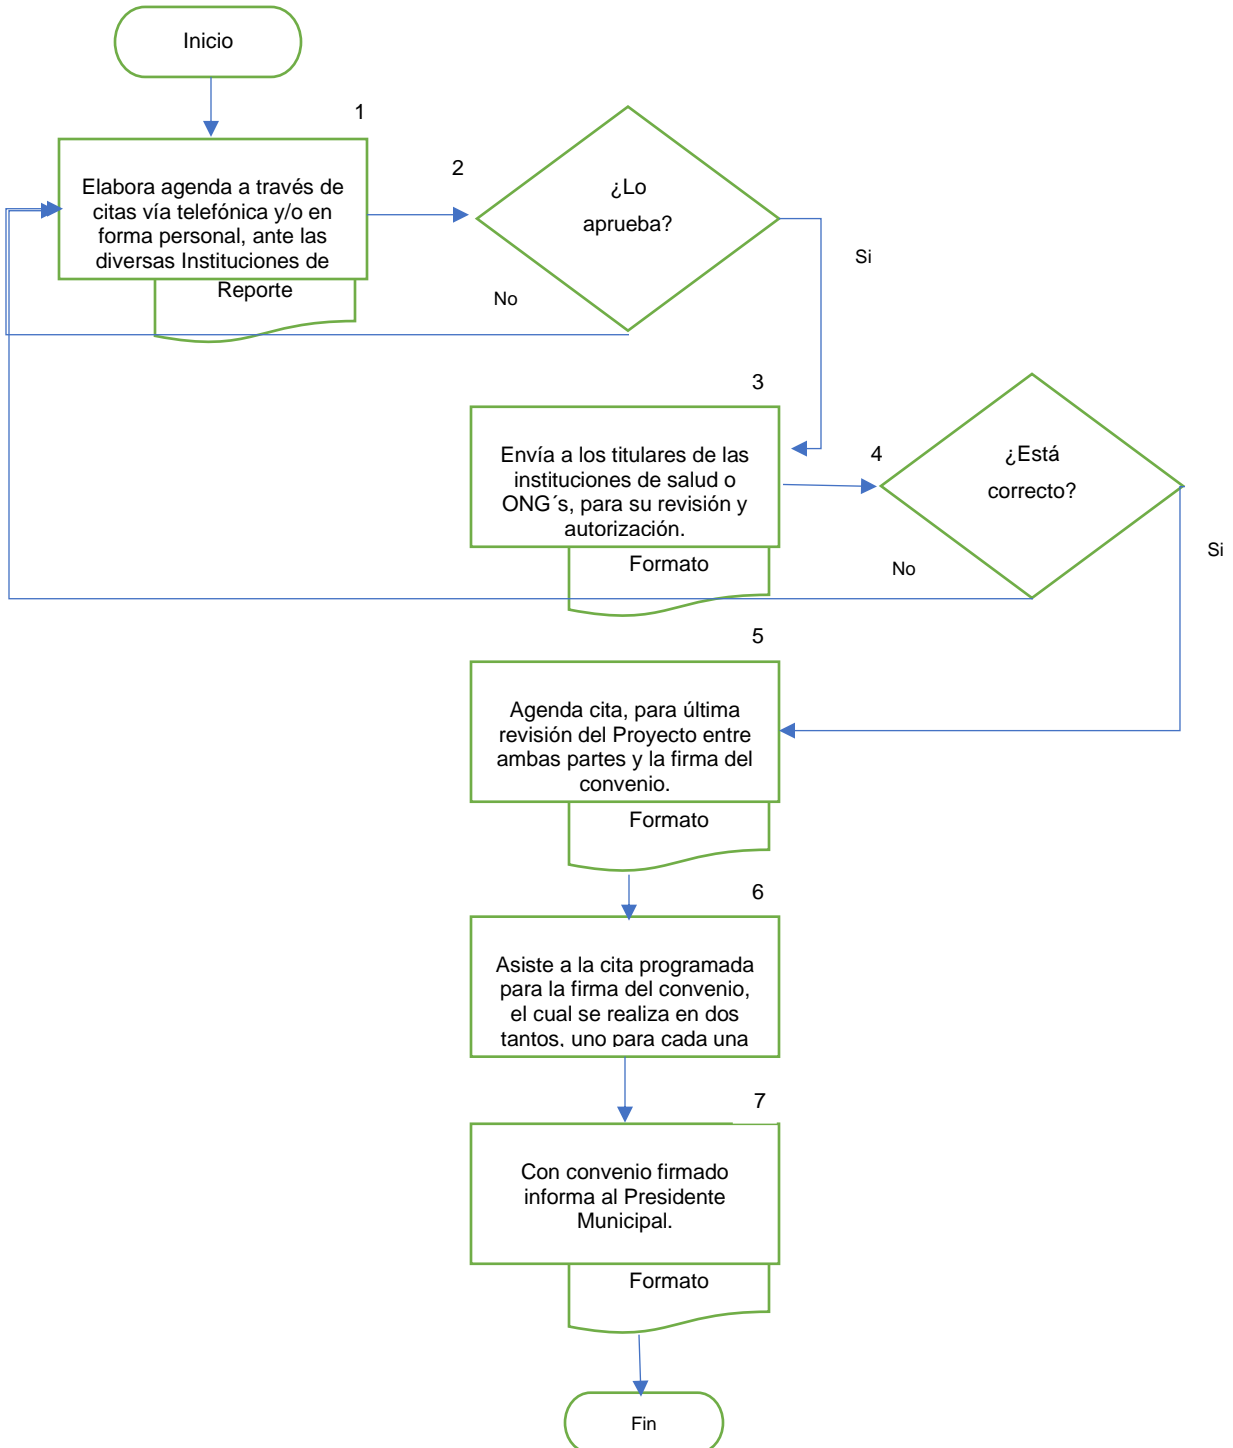 Inicio
1
Elabora agenda a través de
citas vía telefónica y/o en
forma personal, ante las
diversas Instituciones de
Reporte
2
¿Lo
aprueba?
Si
No
3
Envía a los titulares de las
instituciones de salud o
ONG´s, para su revisión y
autorización.
Formato
4
¿Está
correcto?
Si
No
5
Agenda cita, para última
revisión del Proyecto entre
ambas partes y la firma del
convenio.
Formato
6
Asiste a la cita programada
para la firma del convenio,
el cual se realiza en dos
tantos, uno para cada una
7
Con convenio firmado
informa al Presidente
Municipal.
Formato
Fin